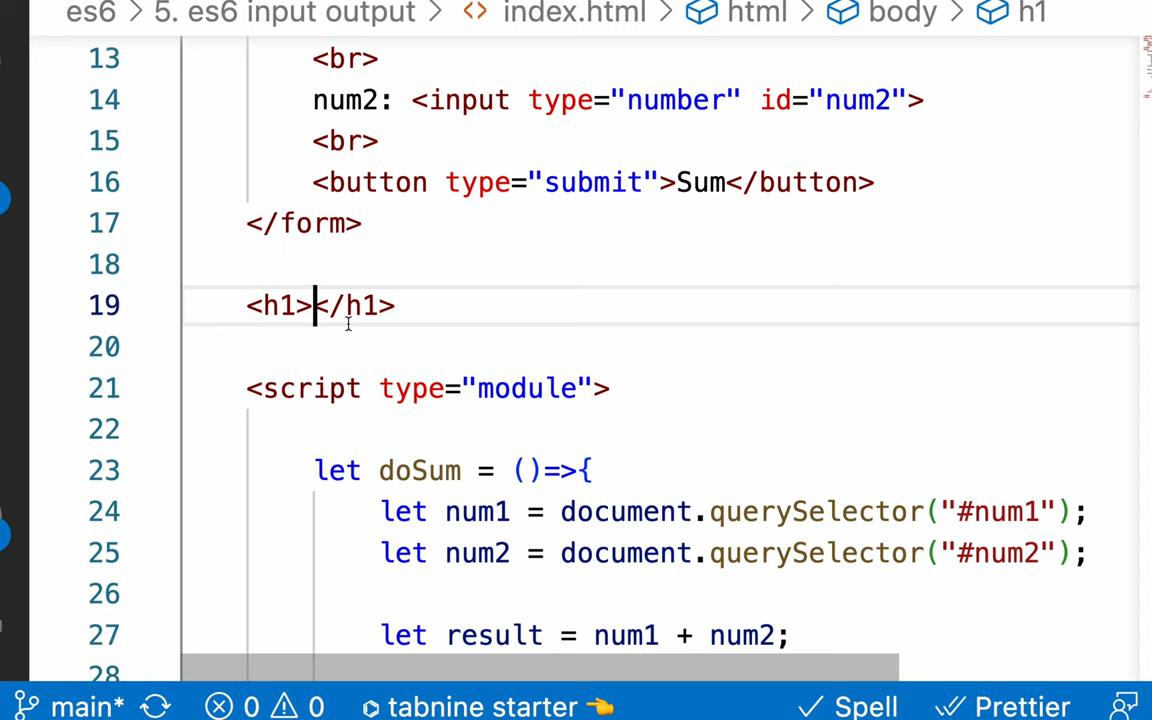 es6 > 5. es6 input output > <> index.html > html > body > h1
13 <br>
14 num2: <input type="number" id="num2">
15 <br>
16 <button type="submit">Sum</button>
17 </form>
18
19 <h1></h1>
20
21 <script type="module">
22
23 let doSum = ()=>{
24 let num1 = document.querySelector("#num1");
25 let num2 = document.querySelector("#num2");
26
27 let result = num1 + num2;
28
main* 0 0 tabnine starter 👈 Spell Prettier